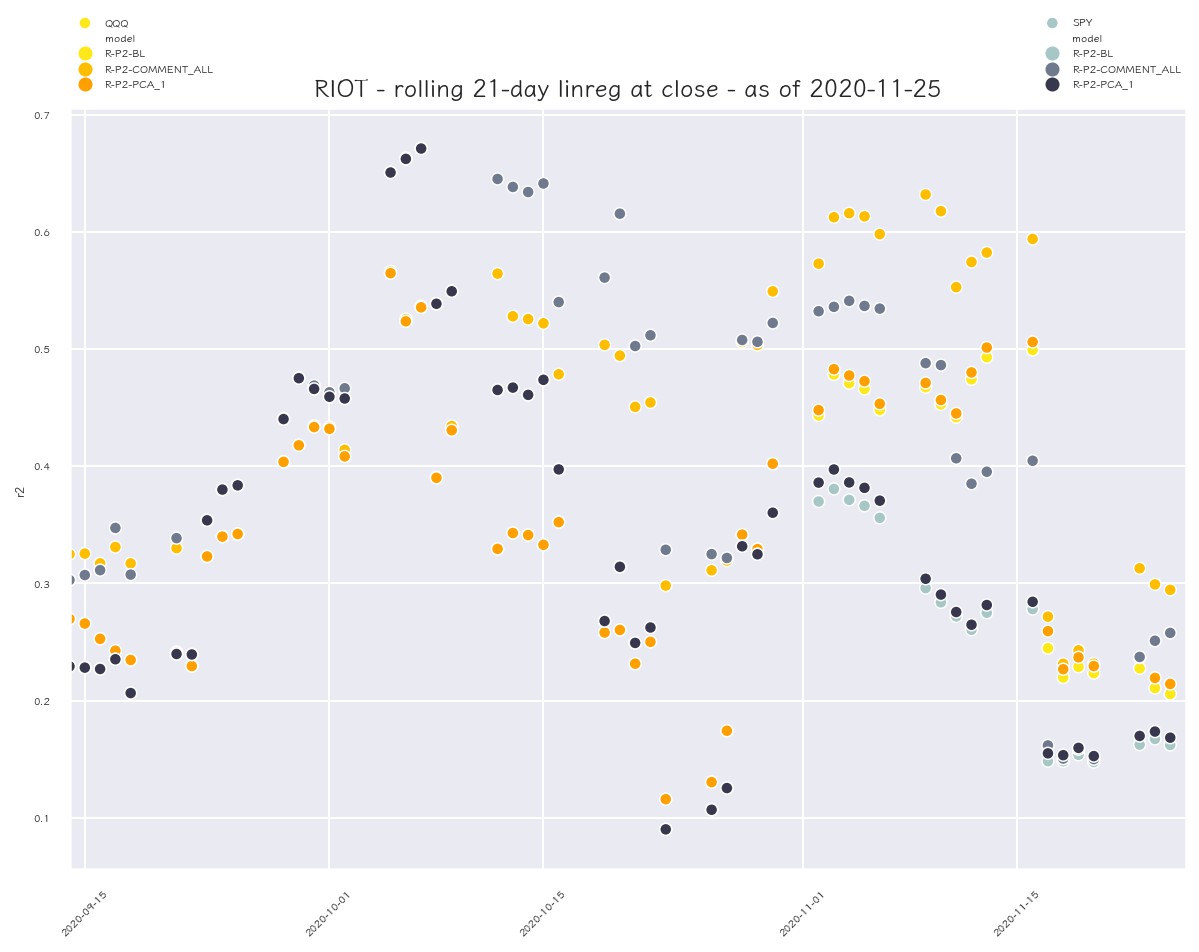 QQQ
model
R-P2-BL
R-P2-COMMENT_ALL
R-P2-PCA_1
SPY
model
R-P2-BL
R-P2-COMMENT_ALL
R-P2-PCA_1
RIOT - rolling 21-day linreg at close - as of 2020-11-25
0.7
0.6
0.5
0.4
0.3
0.2
0.1
r2
2020-09-15
2020-10-01
2020-10-15
2020-11-01
2020-11-15